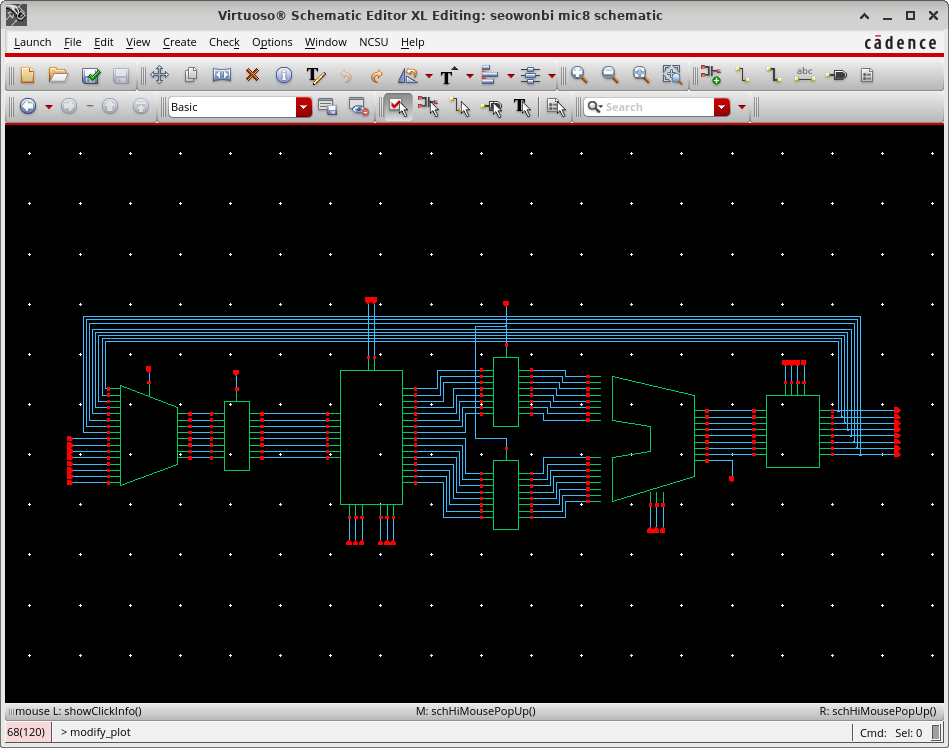 Virtuoso® Schematic Editor XL Editing: seowonbi mic8 schematic
Launch File Edit View Create Check Options Window NCSU Help
cādence
abc
Basic
Search
mouse L: showClickInfo() M: schHiMousePopUp() R: schHiMousePopUp()
68(120) > modify_plot Cmd: Sel: 0